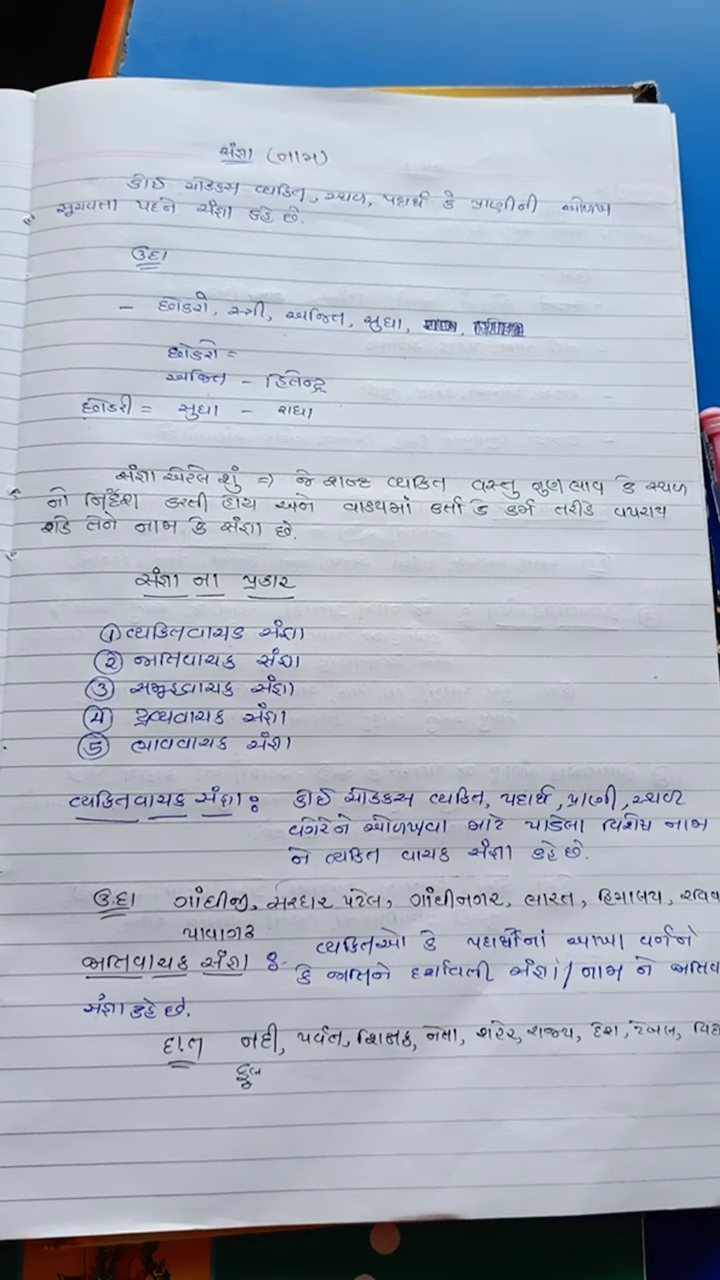 સંજ્ઞા (નામ)
કોઈ ચોક્કસ વ્યક્તિ, સ્થળ, પદાર્થ કે પ્રાણીની ઓળખ
સૂચવતા પદને સંજ્ઞા કહે છે.
ઉદા
- છોકરો, સ્ત્રી, અજિત, સુધા,
છોકરો =
અજિત - હિતેન્દ્ર
છોકરી = સુધા - રાધા
સંજ્ઞા એટલે શું => જે શબ્દ વ્યક્તિ વસ્તુ ગુણ ભાવ કે સ્થળ
નો નિર્દેશ કરતી હોય અને વાક્યમાં કર્તા કે કર્મ તરીકે વપરાય
શકે તેને નામ કે સંજ્ઞા છે.
સંજ્ઞા ના પ્રકાર
① વ્યક્તિવાચક સંજ્ઞા
② જાતિવાચક સંજ્ઞા
③ સમૂહવાચક સંજ્ઞા
④ દ્રવ્યવાચક સંજ્ઞા
⑤ ભાવવાચક સંજ્ઞા
વ્યક્તિવાચક સંજ્ઞા : કોઈ ચોક્કસ વ્યક્તિ, પદાર્થ, પ્રાણી, સ્થળ
વગેરેને ઓળખવા માટે પાડેલા વિશેષ નામ
ને વ્યક્તિ વાચક સંજ્ઞા કહે છે.
ઉદા ગાંધીજી, સરદાર પટેલ, ગાંધીનગર, ભારત, હિમાલય,
પાવાગઢ
જાતિવાચક સંજ્ઞા :- વ્યક્તિઓ કે પદાર્થોનાં આખા વર્ગને
કે જાતિને દર્શાવતી સંજ્ઞા/નામ ને જાતિવ
સંજ્ઞા કહે છે.
દા.ત નદી, પર્વત, શિક્ષક, નેતા, શહેર, રાજ્ય, દેશ, ટેબલ,
ફૂલ